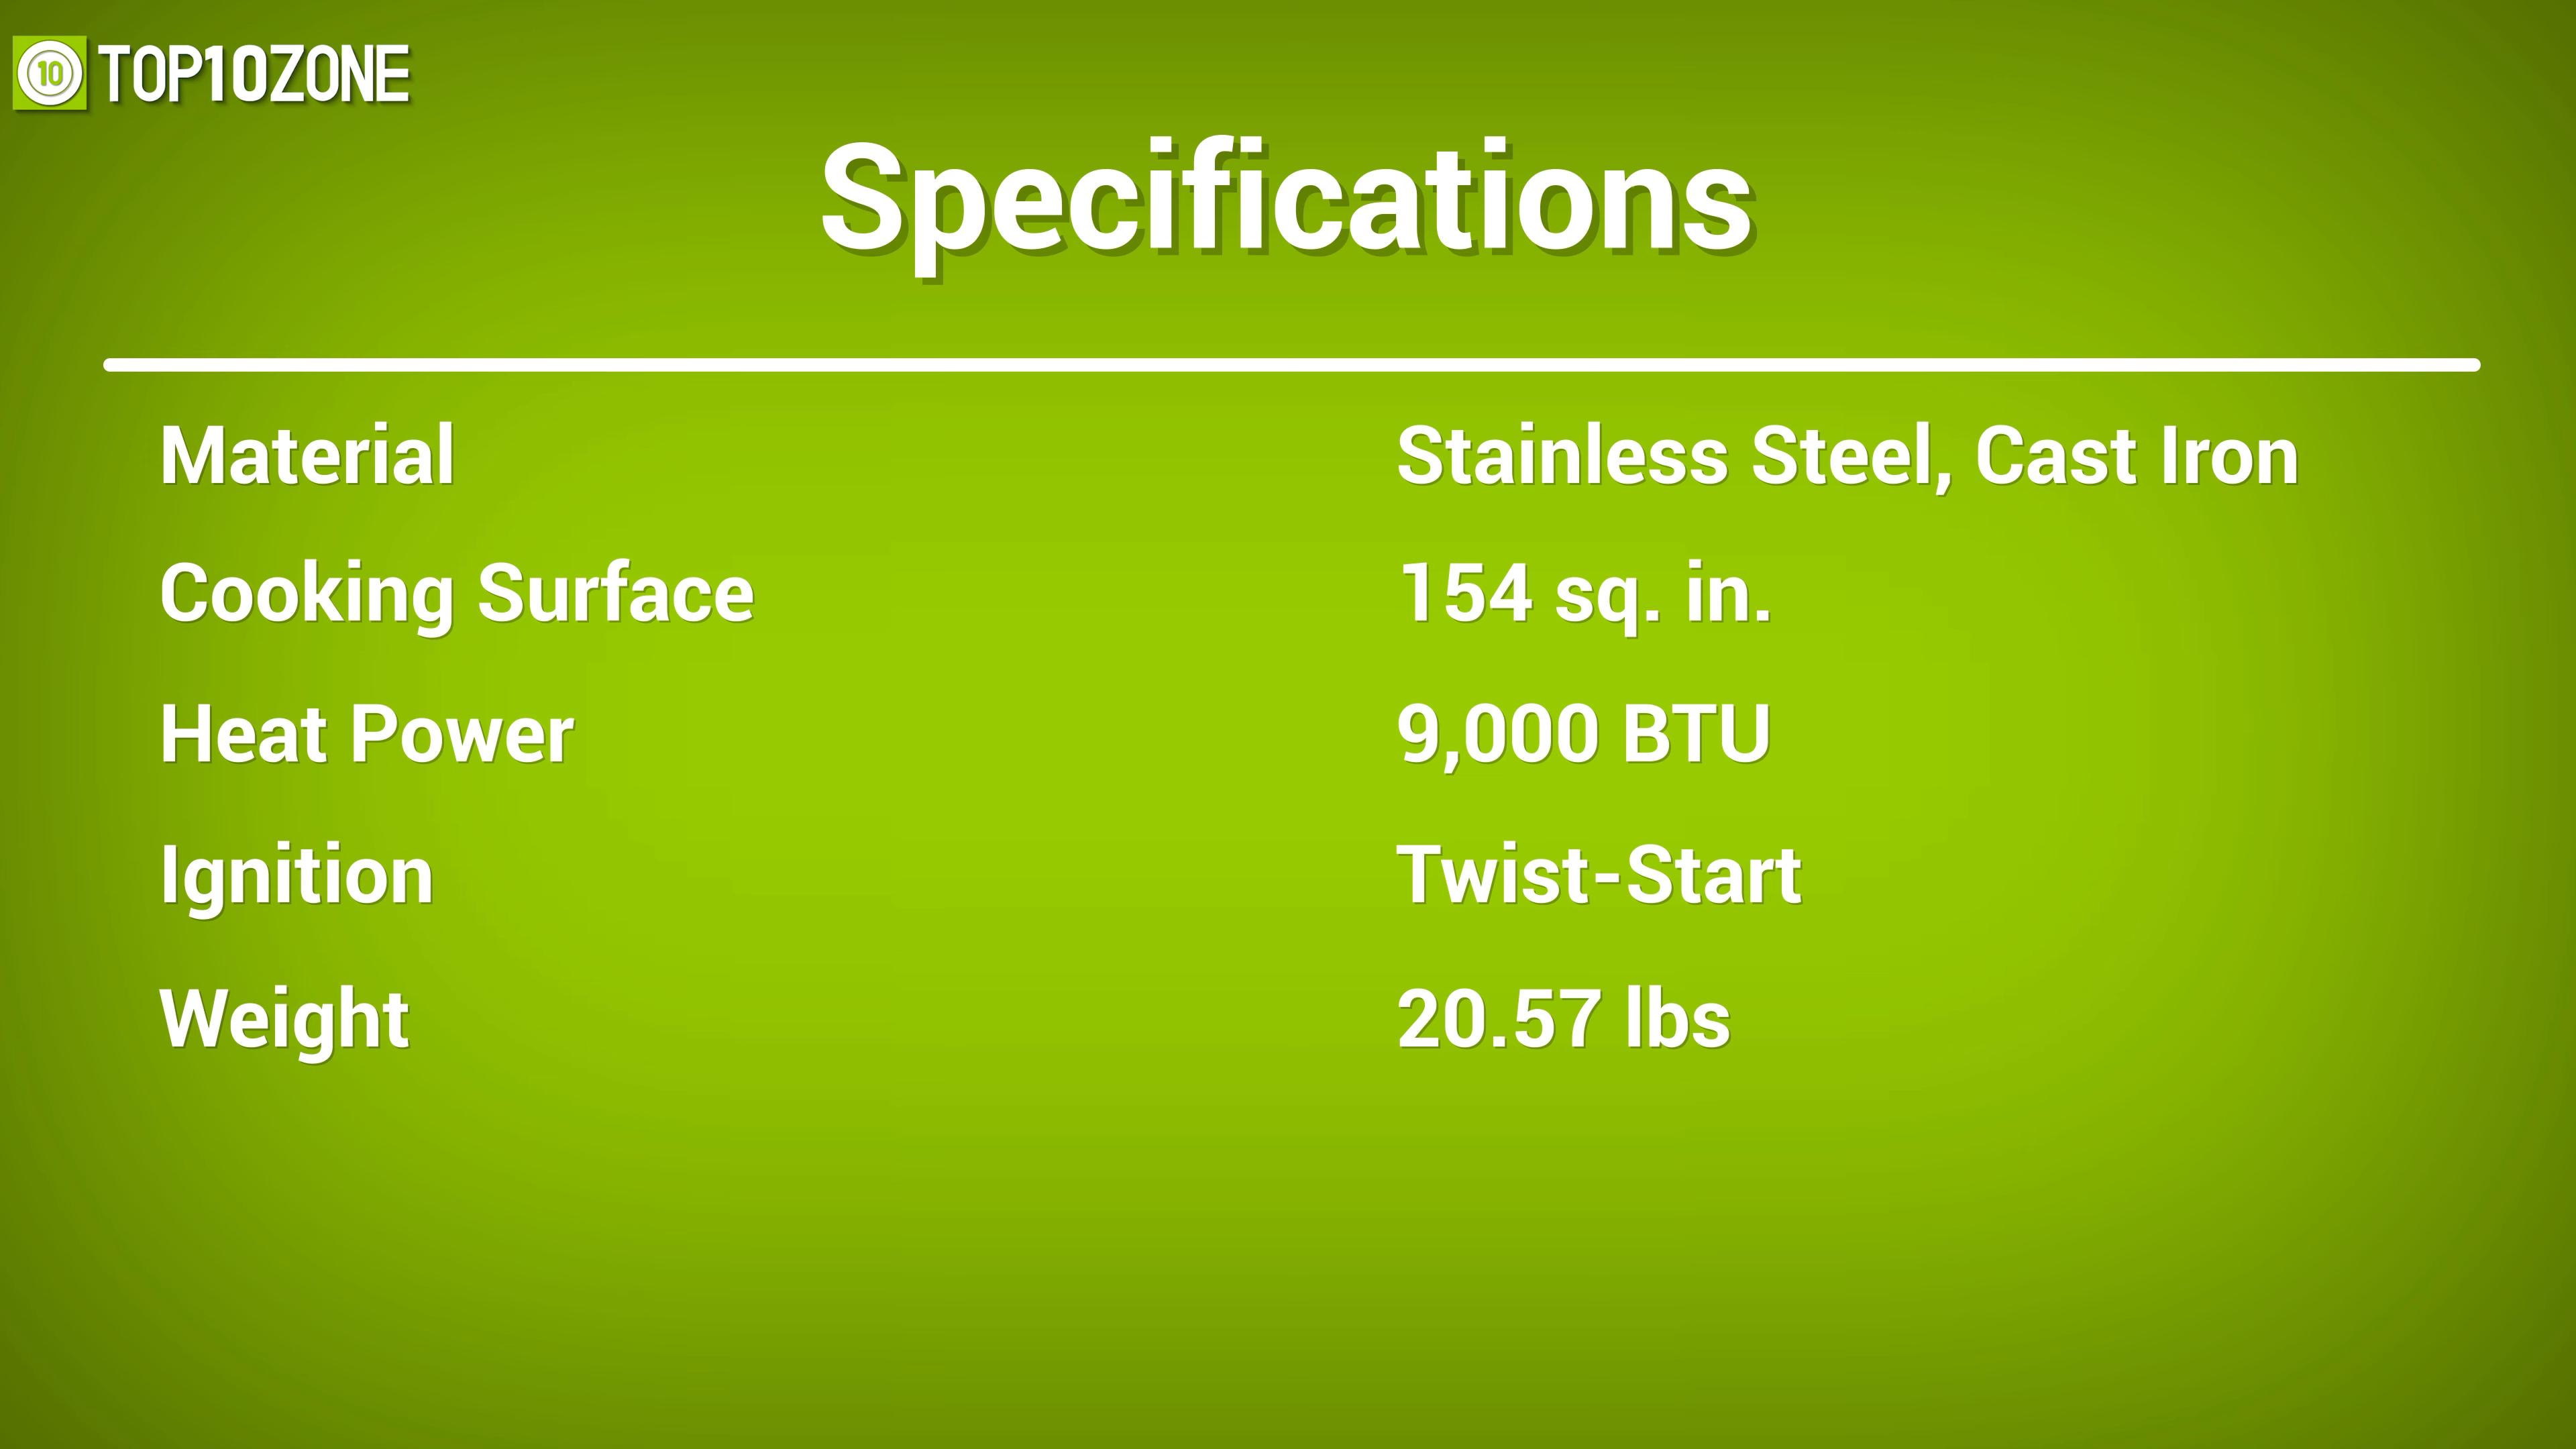 10 TOP10ZONE
Specifications
Material Stainless Steel, Cast Iron
Cooking Surface 154 sq. in.
Heat Power 9,000 BTU
Ignition Twist-Start
Weight 20.57 lbs